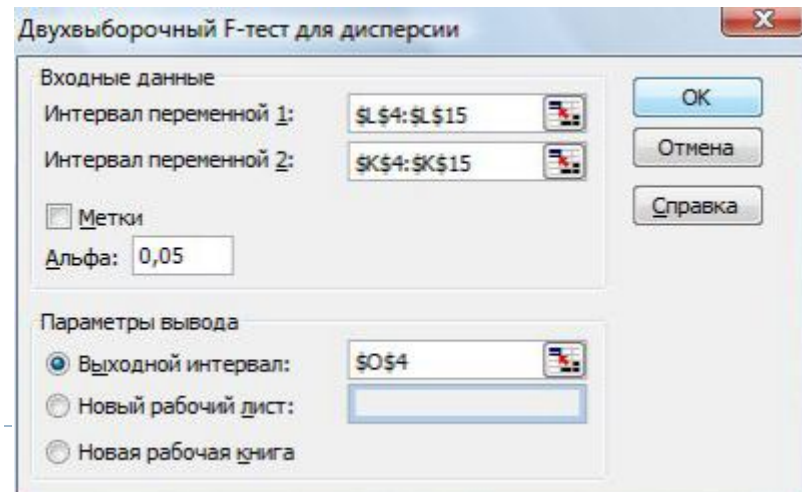 Двухвыборочный F-тест для дисперсии
Входные данные
Интервал переменной 1: $L$4:$L$15
Интервал переменной 2: $K$4:$K$15
Метки
Альфа: 0,05
OK
Отмена
Справка
Параметры вывода
Выходной интервал: $O$4
Новый рабочий лист:
Новая рабочая книга